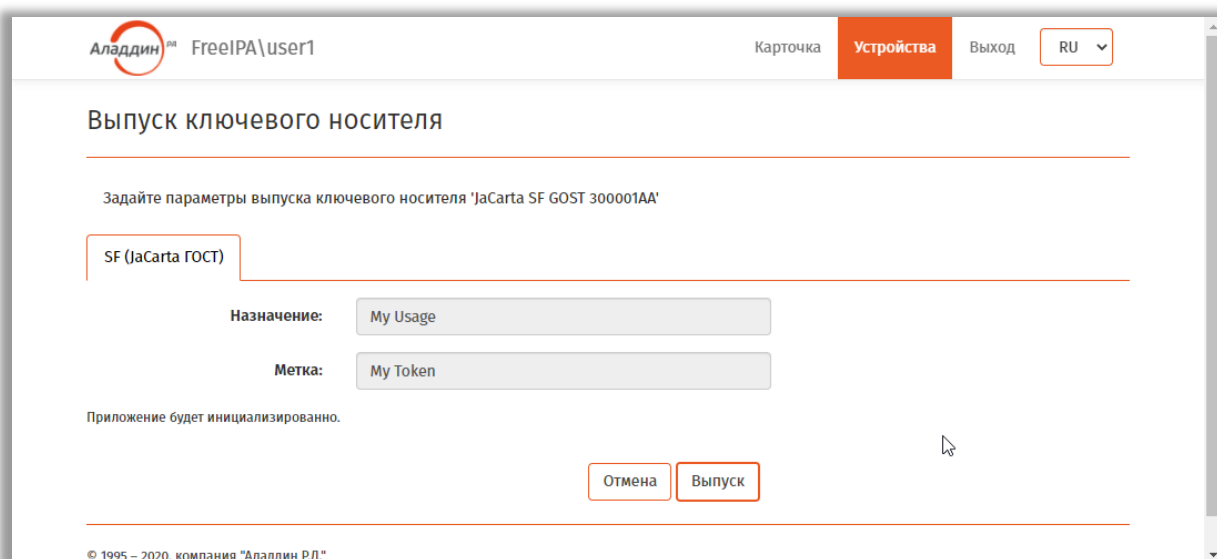 Аладдин РД FreeIPA\user1 Карточка Устройства Выход RU
Выпуск ключевого носителя
Задайте параметры выпуска ключевого носителя 'JaCarta SF GOST 300001AA'
SF (JaCarta ГОСТ)
Назначение: My Usage
Метка: My Token
Приложение будет инициализированно.
Отмена Выпуск
© 1995 – 2020, компания "Аладдин Р.Д."